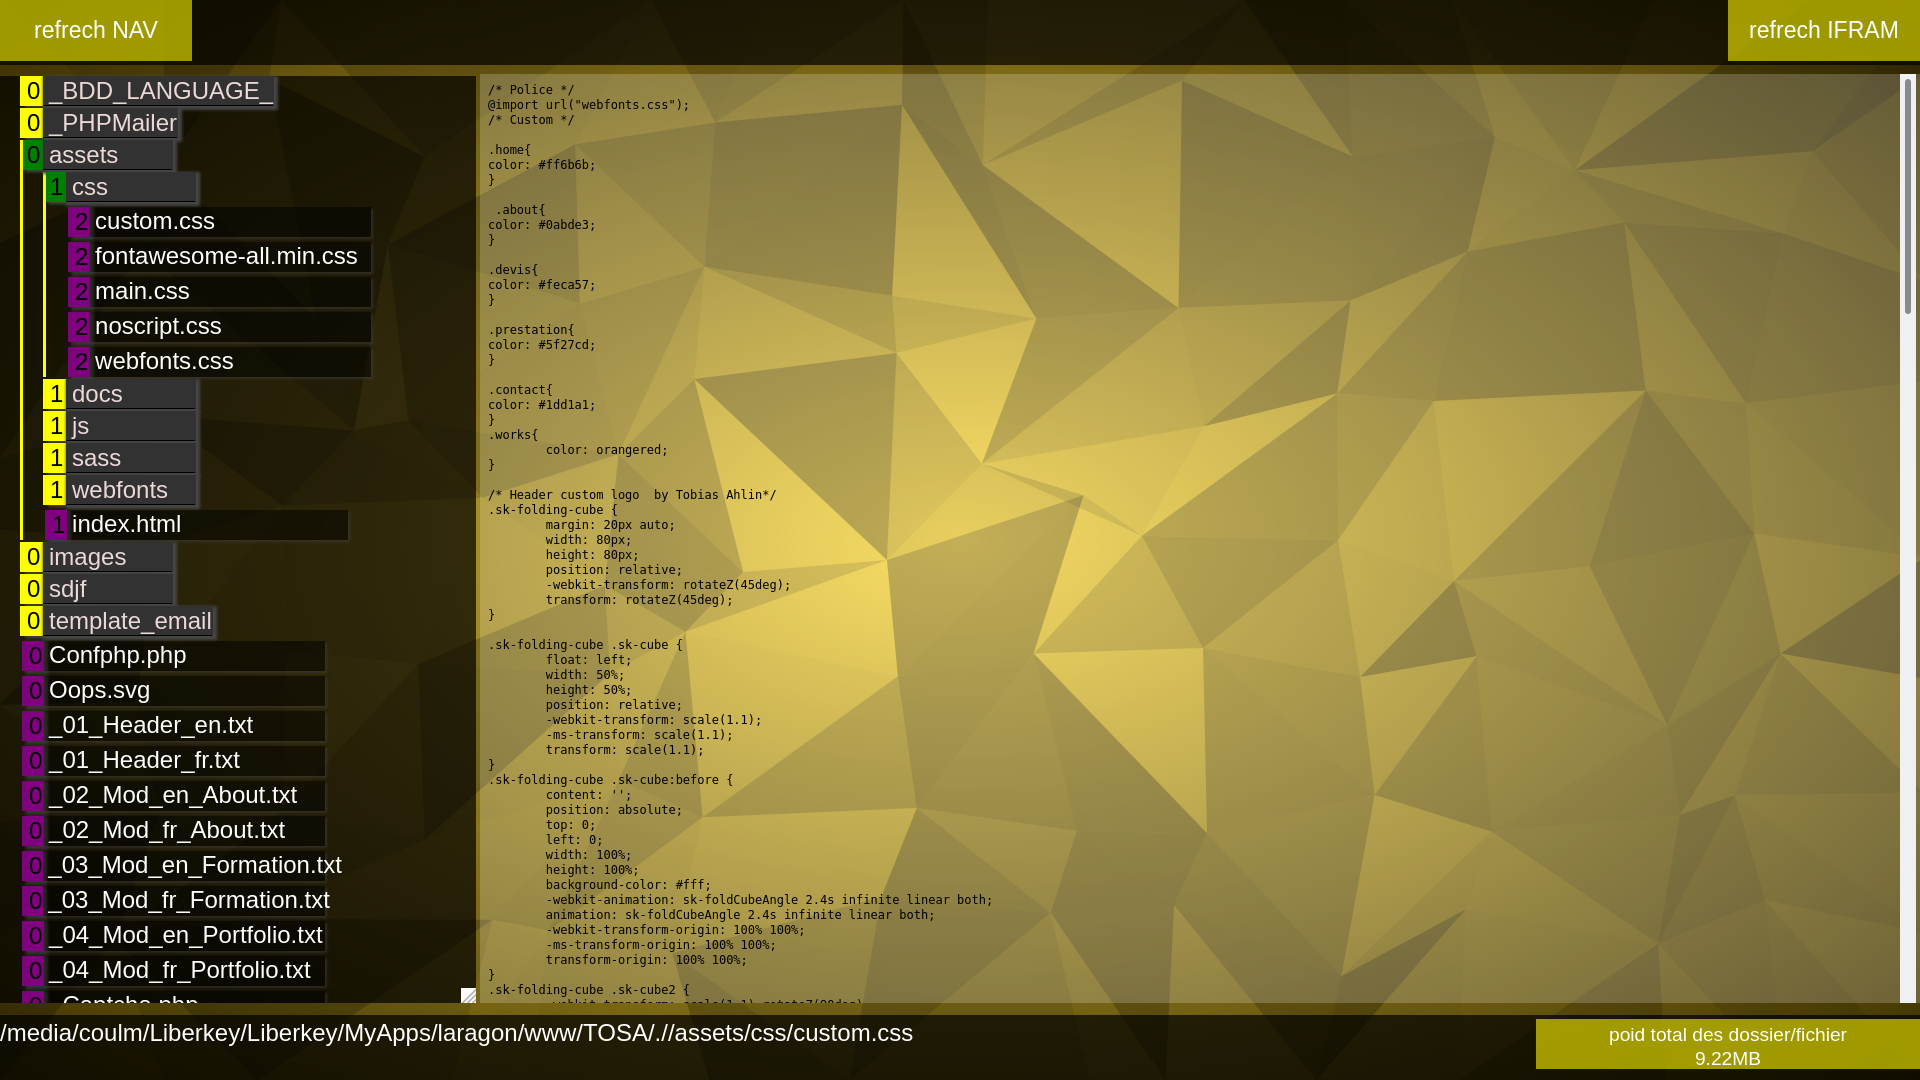 refrech NAV
refrech IFRAM
0 _BDD_LANGUAGE_
0 _PHPMailer
0 assets
1 css
2 custom.css
2 fontawesome-all.min.css
2 main.css
2 noscript.css
2 webfonts.css
1 docs
1 js
1 sass
1 webfonts
1 index.html
0 images
0 sdjf
0 template_email
0 Confphp.php
0 Oops.svg
0 _01_Header_en.txt
0 _01_Header_fr.txt
0 _02_Mod_en_About.txt
0 _02_Mod_fr_About.txt
0 _03_Mod_en_Formation.txt
0 _03_Mod_fr_Formation.txt
0 _04_Mod_en_Portfolio.txt
0 _04_Mod_fr_Portfolio.txt
/* Police */
@import url("webfonts.css");
/* Custom */
.home{
color: #ff6b6b;
}
.about{
color: #0abde3;
}
.devis{
color: #feca57;
}
.prestation{
color: #5f27cd;
}
.contact{
color: #1dd1a1;
}
.works{
color: orangered;
}
/* Header custom logo  by Tobias Ahlin*/
.sk-folding-cube {
margin: 20px auto;
width: 80px;
height: 80px;
position: relative;
-webkit-transform: rotateZ(45deg);
transform: rotateZ(45deg);
}
.sk-folding-cube .sk-cube {
float: left;
width: 50%;
height: 50%;
position: relative;
-webkit-transform: scale(1.1);
-ms-transform: scale(1.1);
transform: scale(1.1);
}
.sk-folding-cube .sk-cube:before {
content: '';
position: absolute;
top: 0;
left: 0;
width: 100%;
height: 100%;
background-color: #fff;
-webkit-animation: sk-foldCubeAngle 2.4s infinite linear both;
animation: sk-foldCubeAngle 2.4s infinite linear both;
-webkit-transform-origin: 100% 100%;
-ms-transform-origin: 100% 100%;
transform-origin: 100% 100%;
}
.sk-folding-cube .sk-cube2 {
/media/coulm/Liberkey/Liberkey/MyApps/laragon/www/TOSA/.//assets/css/custom.css
poid total des dossier/fichier
9.22MB